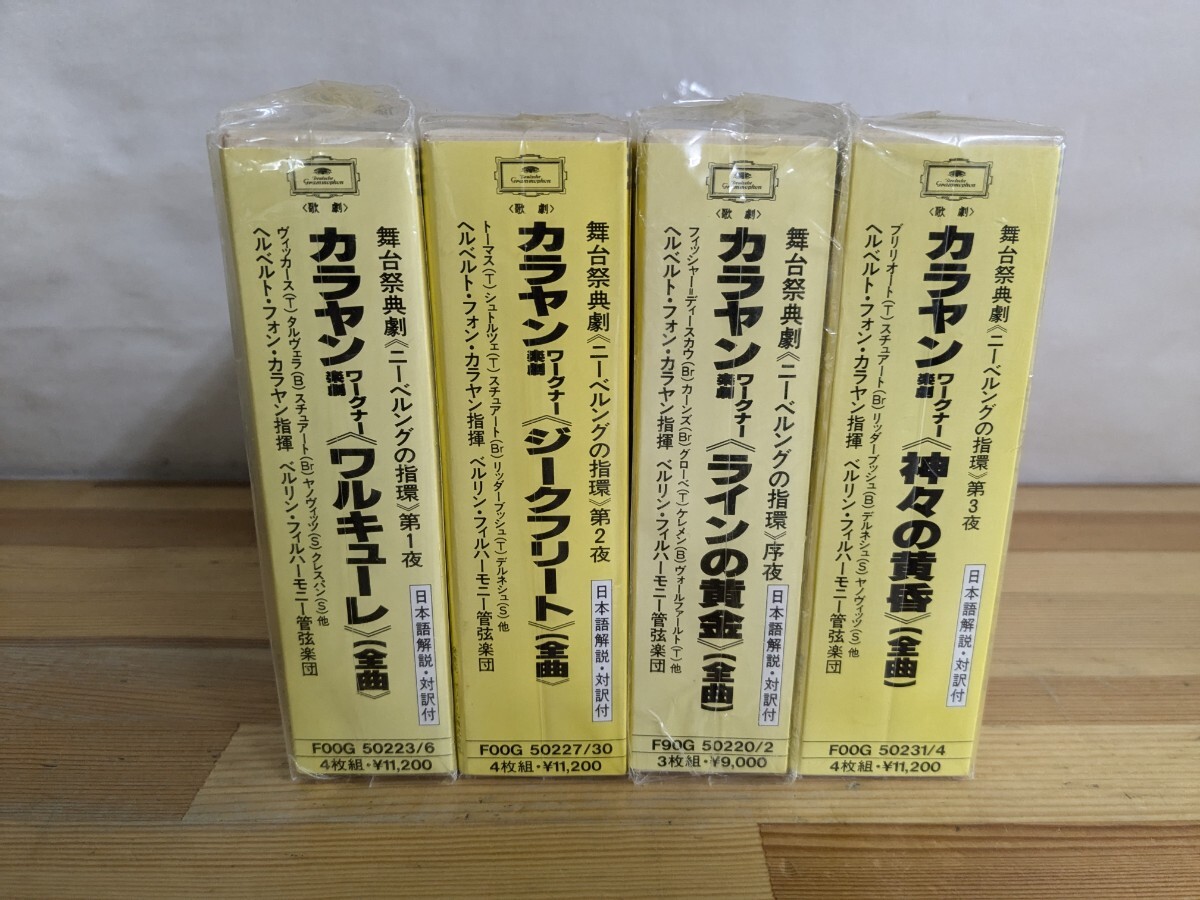 Deutsche
Grammophon
〈歌劇〉
舞台祭典劇《ニーベルングの指環》第1夜
カラヤン
ワークナー
楽劇
《ワルキューレ》(全曲)
ヴィッカース(T)タルヴェラ(B)スチュアート(Br)ヤノヴィッツ(S)クレスパン(S)他
ヘルベルト・フォン・カラヤン指揮 ベルリン・フィルハーモニー管弦楽団
日本語解説・対訳付
F00G 50223/6
4枚組・¥11,200
Deutsche
Grammophon
〈歌劇〉
舞台祭典劇《ニーベルングの指環》第2夜
カラヤン
ワークナー
楽劇
《ジークフリート》(全曲)
トーマス(T)シュトルツェ(T)スチュアート(Br)リッダーブッシュ(T)デルネシュ(S)他
ヘルベルト・フォン・カラヤン指揮 ベルリン・フィルハーモニー管弦楽団
日本語解説・対訳付
F00G 50227/30
4枚組・¥11,200
Deutsche
Grammophon
〈歌劇〉
舞台祭典劇《ニーベルングの指環》序夜
カラヤン
ワークナー
楽劇
《ラインの黄金》(全曲)
フィッシャー=ディースカウ(Br)カーンズ(Br)グローベ(T)ケレメン(B)ヴォールファールト(T)他
ヘルベルト・フォン・カラヤン指揮 ベルリン・フィルハーモニー管弦楽団
日本語解説・対訳付
F90G 50220/2
3枚組・¥9,000
Deutsche
Grammophon
〈歌劇〉
舞台祭典劇《ニーベルングの指環》第3夜
カラヤン
ワークナー
楽劇
《神々の黄昏》(全曲)
ブリリオート(T)スチュアート(Br)リッダーブッシュ(B)デルネシュ(S)ヤノヴィッツ(S)他
ヘルベルト・フォン・カラヤン指揮 ベルリン・フィルハーモニー管弦楽団
日本語解説・対訳付
F00G 50231/4
4枚組・¥11,200